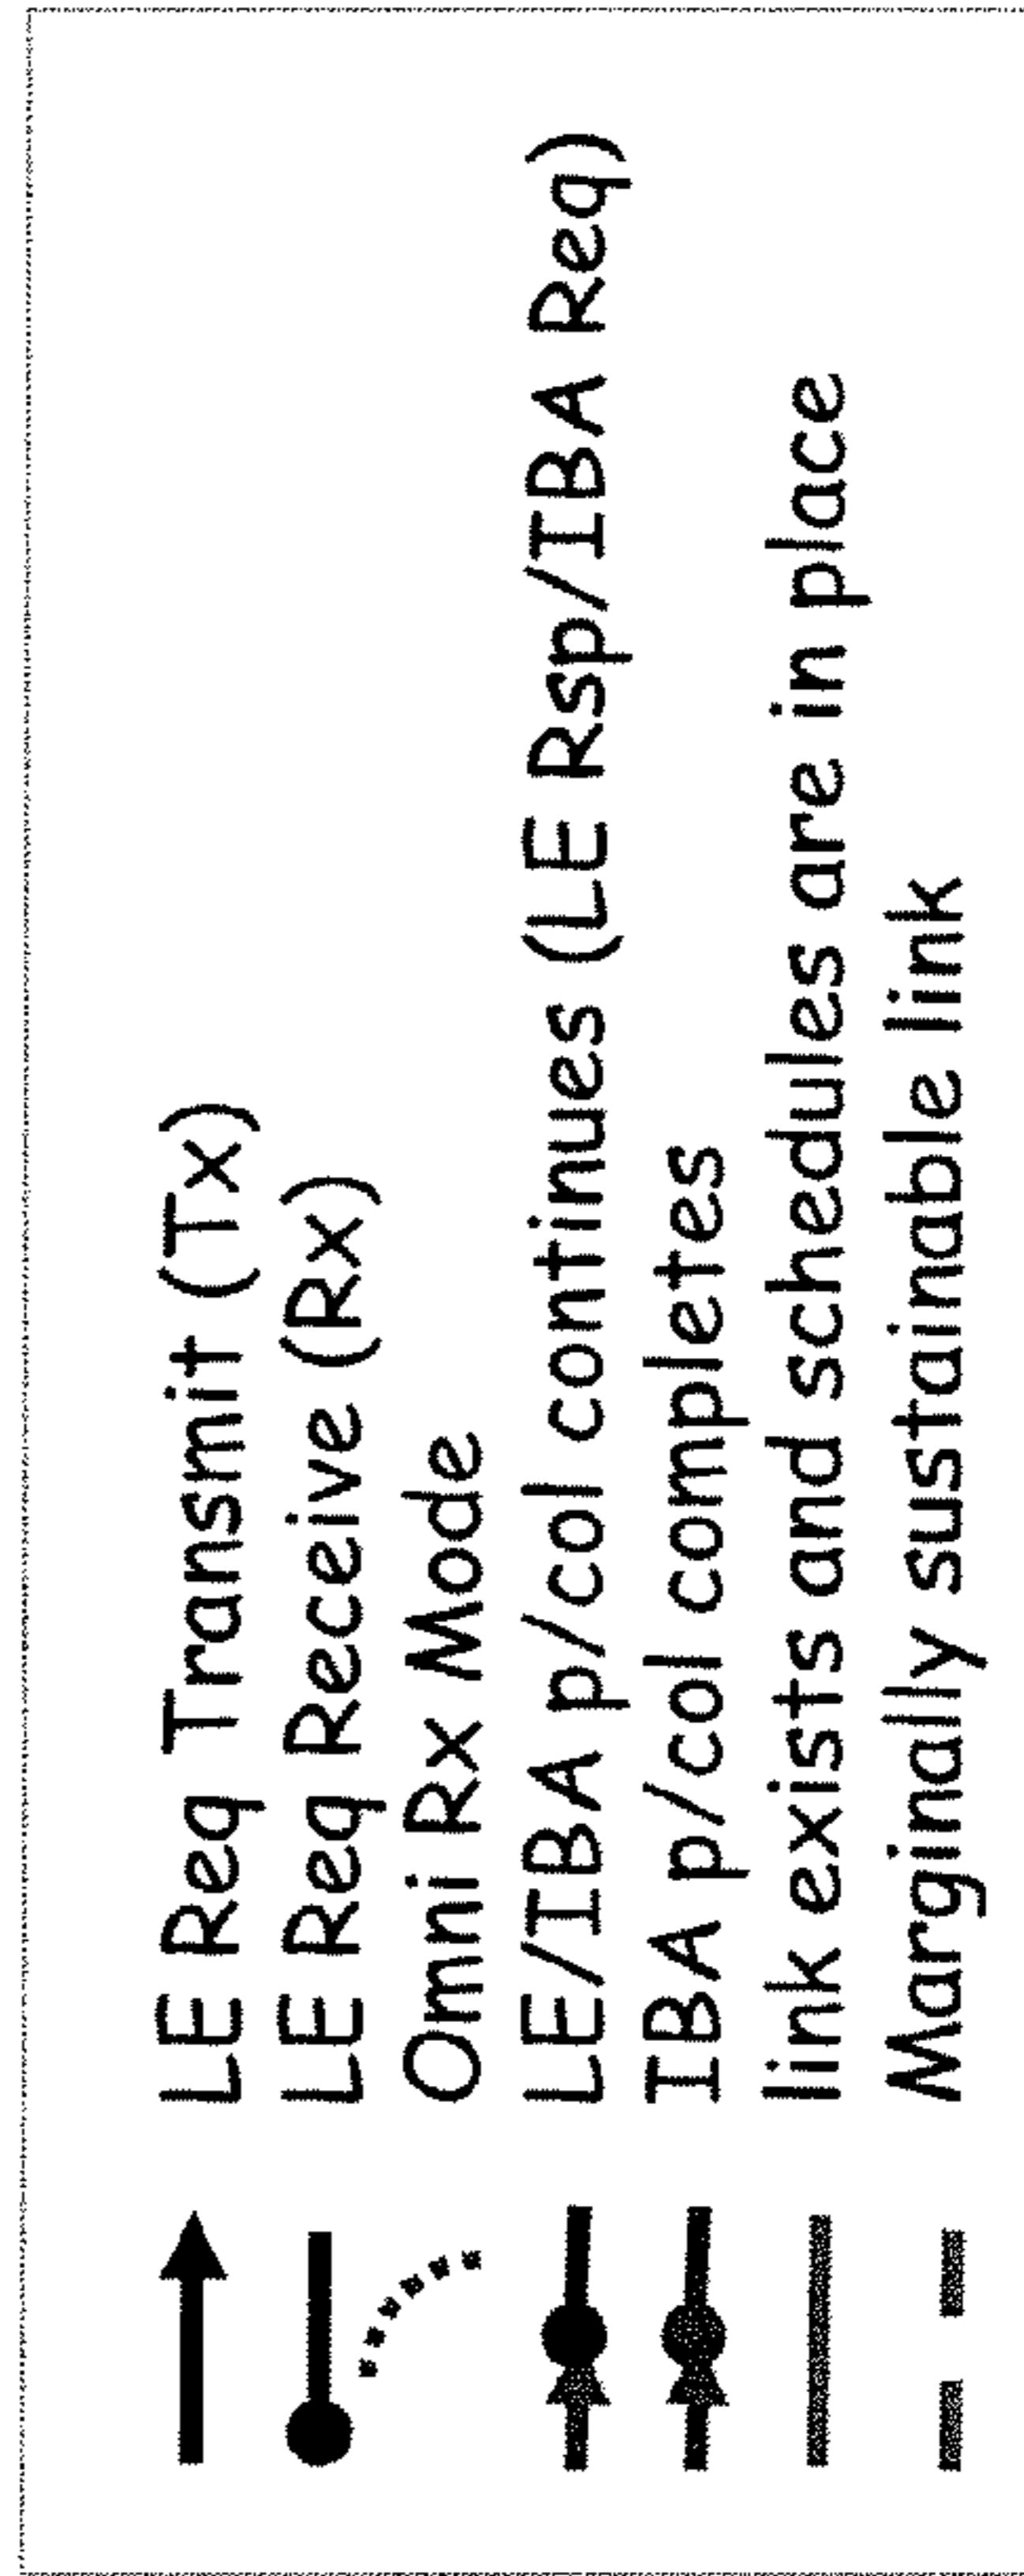 LE Req Transmit (Tx)
LE Req Receive (Rx)
Omni Rx Mode
LE/IBA p/col continues (LE Rsp/IBA Req)
IBA p/col completes
link exists and schedules are in place
Marginally sustainable link